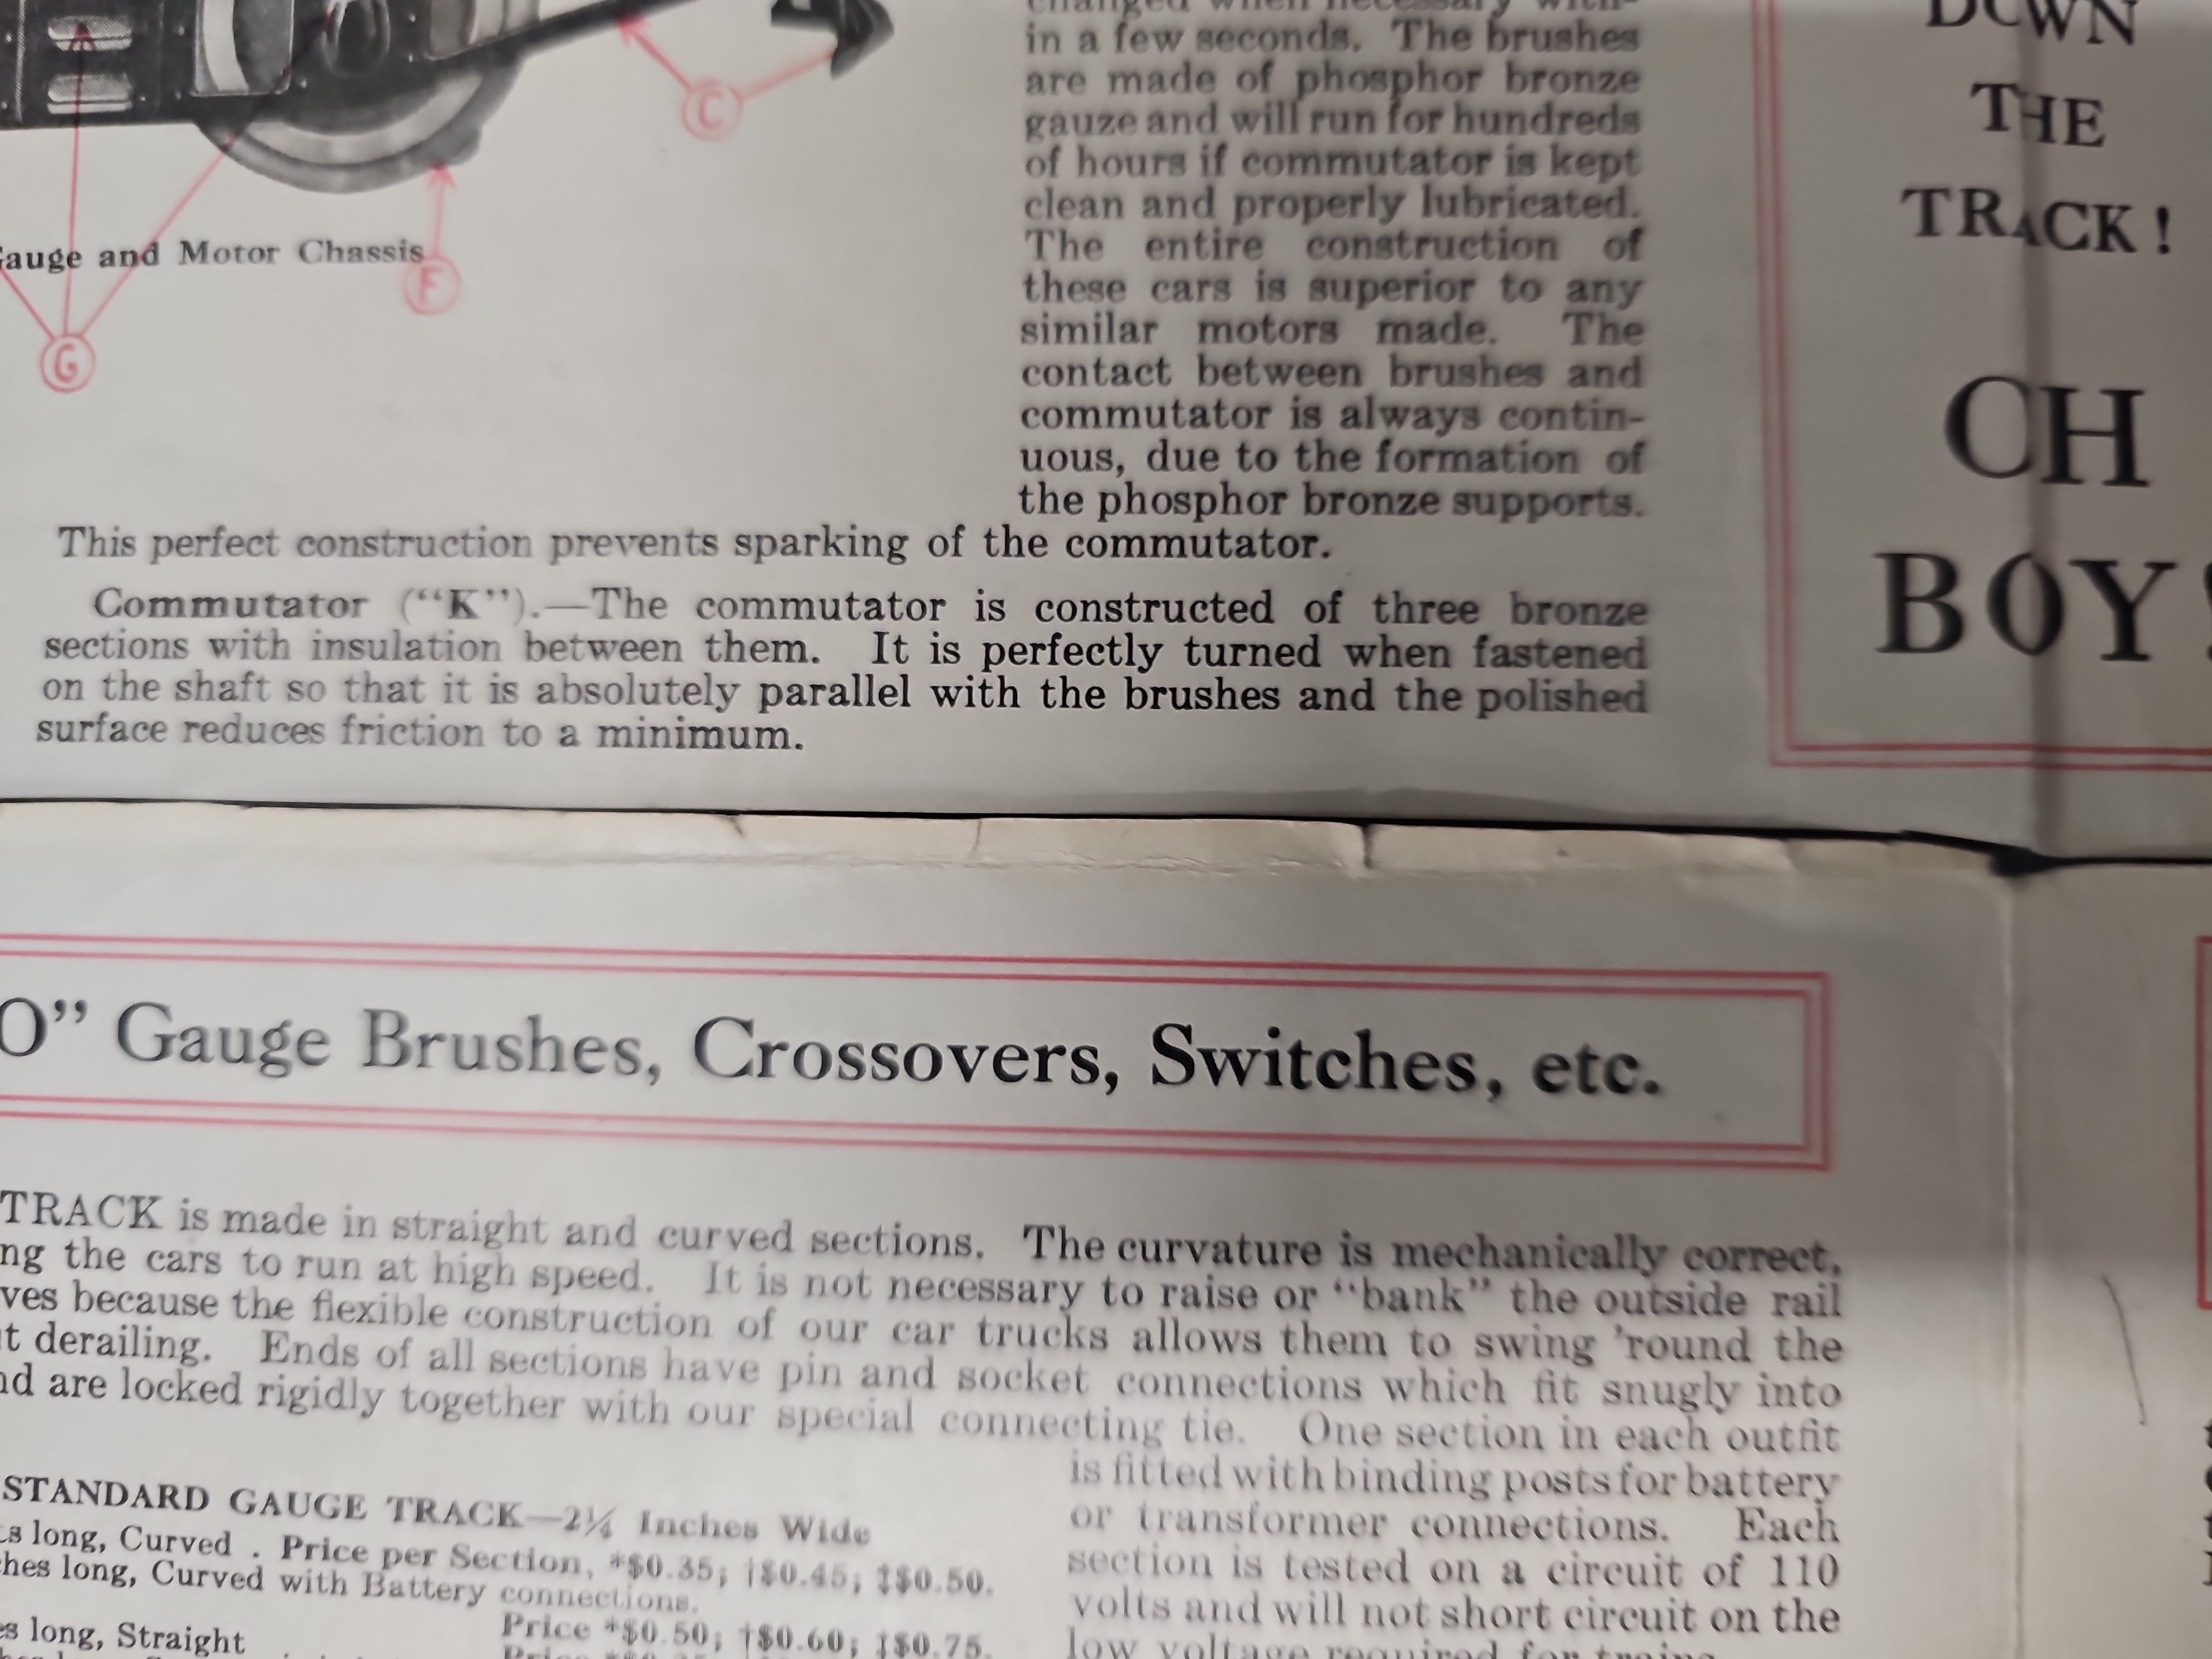 changed when necessary with-
in a few seconds. The brushes
are made of phosphor bronze
gauze and will run for hundreds
of hours if commutator is kept
clean and properly lubricated.
The entire construction of
these cars is superior to any
similar motors made. The
contact between brushes and
commutator is always contin-
uous, due to the formation of
the phosphor bronze supports.
This perfect construction prevents sparking of the commutator.
Commutator (“K”).—The commutator is constructed of three bronze
sections with insulation between them. It is perfectly turned when fastened
on the shaft so that it is absolutely parallel with the brushes and the polished
surface reduces friction to a minimum.
C
F
G
auge and Motor Chassis
DOWN
THE
TRACK!
OH
BOY!
O” Gauge Brushes, Crossovers, Switches, etc.
TRACK is made in straight and curved sections. The curvature is mechanically correct,
ng the cars to run at high speed. It is not necessary to raise or “bank” the outside rail
ves because the flexible construction of our car trucks allows them to swing ’round the
t derailing. Ends of all sections have pin and socket connections which fit snugly into
nd are locked rigidly together with our special connecting tie. One section in each outfit
is fitted with binding posts for battery
or transformer connections. Each
section is tested on a circuit of 110
volts and will not short circuit on the
low voltage required for trains.
STANDARD GAUGE TRACK—2¼ Inches Wide
s long, Curved . Price per Section, *$0.35; †$0.45; ‡$0.50.
hes long, Curved with Battery connections.
Price *$0.50; †$0.60; ‡$0.75.
es long, Straight